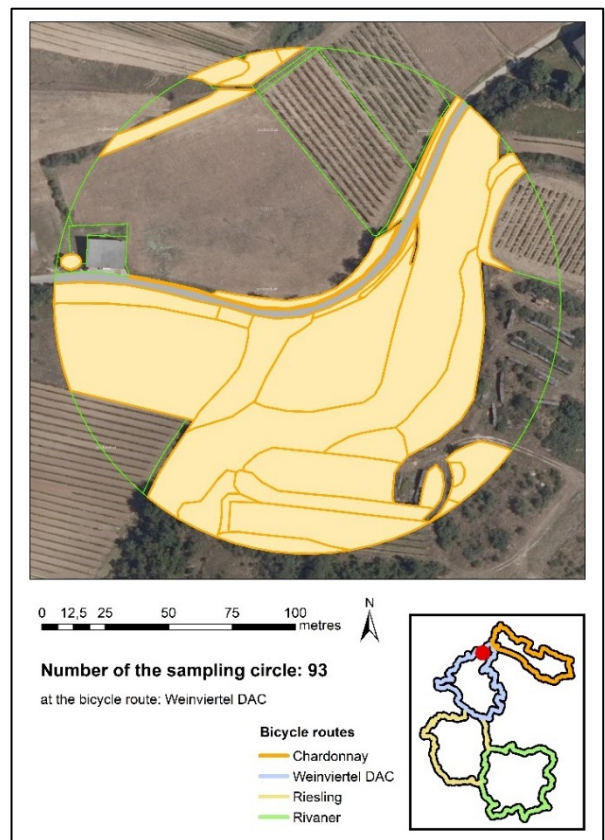 0 12,5 25 50 75 100
metres
N
Number of the sampling circle: 93
at the bicycle route: Weinviertel DAC
Bicycle routes
Chardonnay
Weinviertel DAC
Riesling
Rivaner